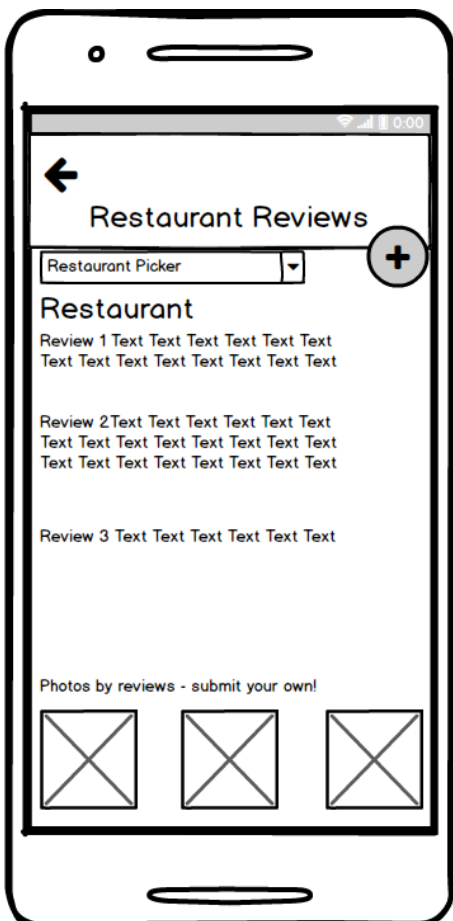 0:00
Restaurant Reviews
Restaurant Picker
Restaurant
Review 1 Text Text Text Text Text
Text Text Text Text Text Text Text Text
Review 2Text Text Text Text Text Text
Text Text Text Text Text Text Text Text
Text Text Text Text Text Text Text Text
Review 3 Text Text Text Text Text Text
Photos by reviews - submit your own!